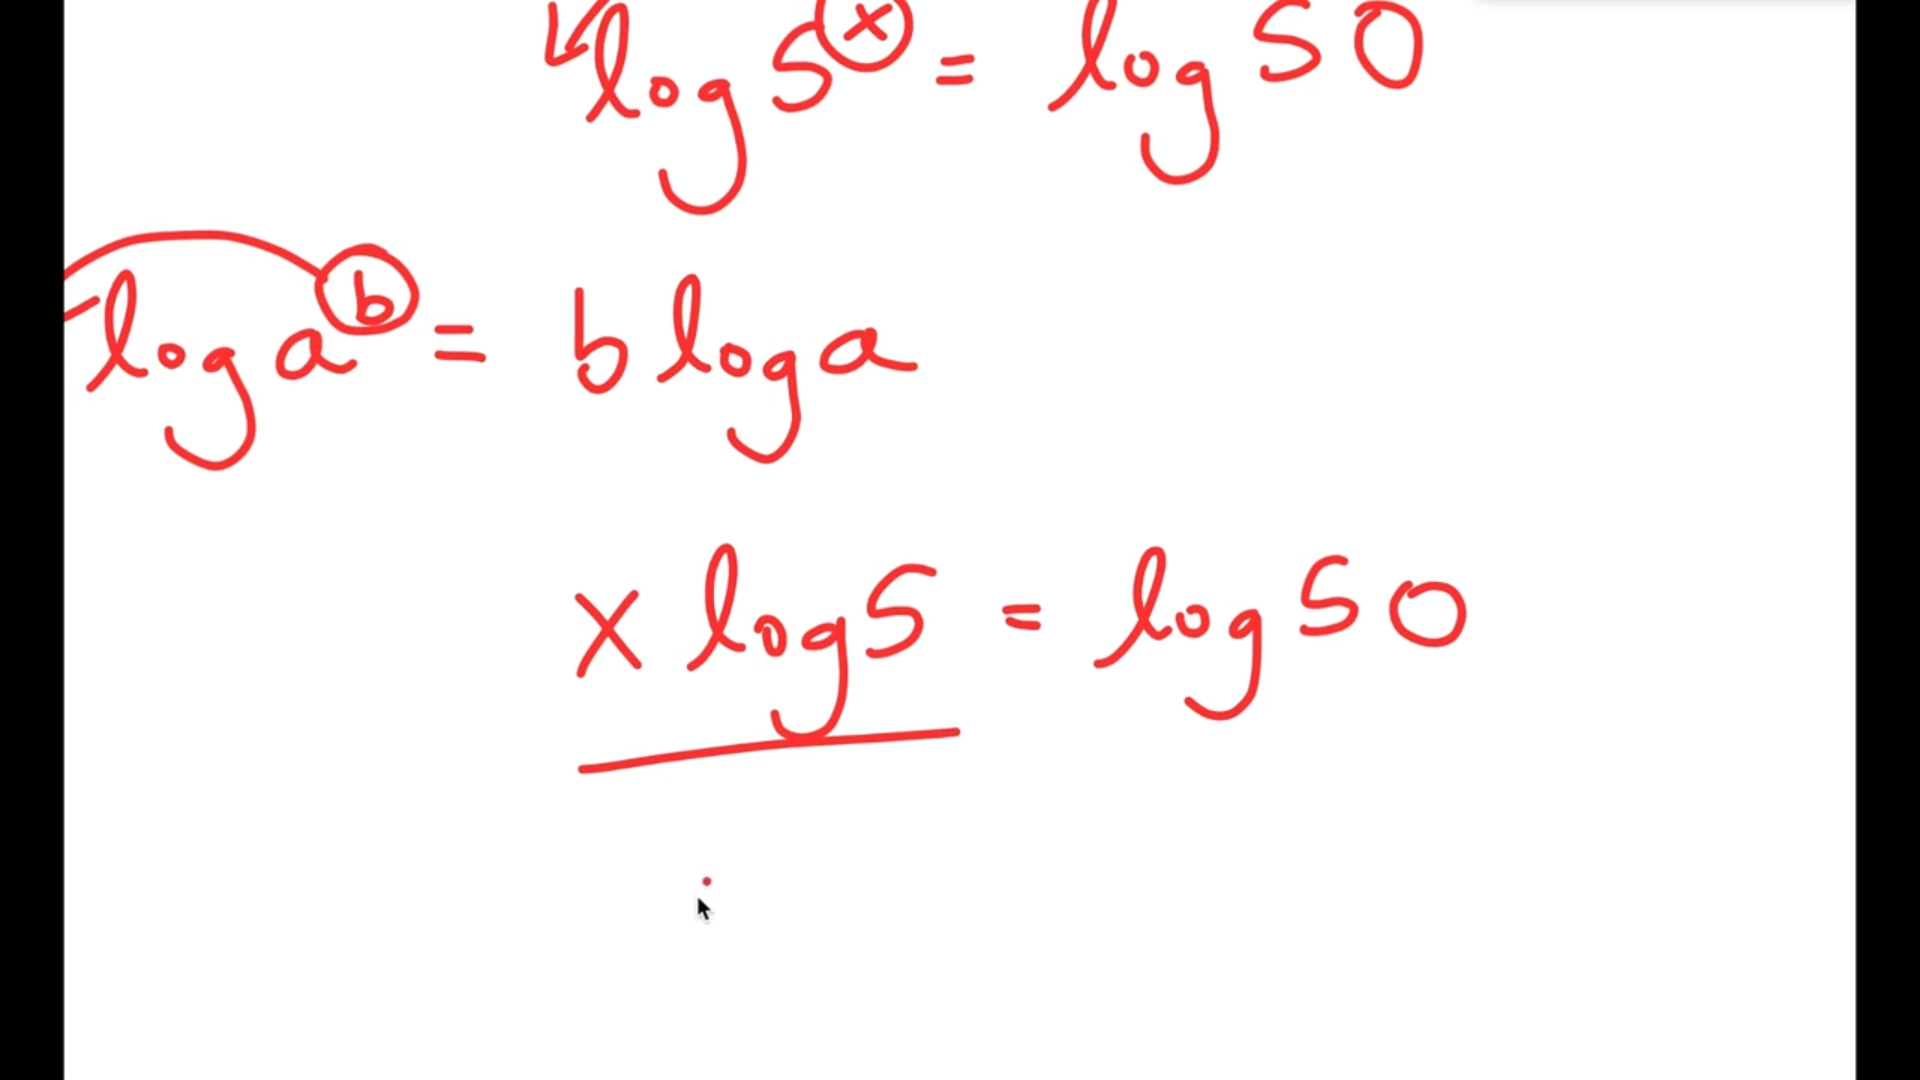 log 5^x = log 50
log a^b = b log a
x log 5 = log 50